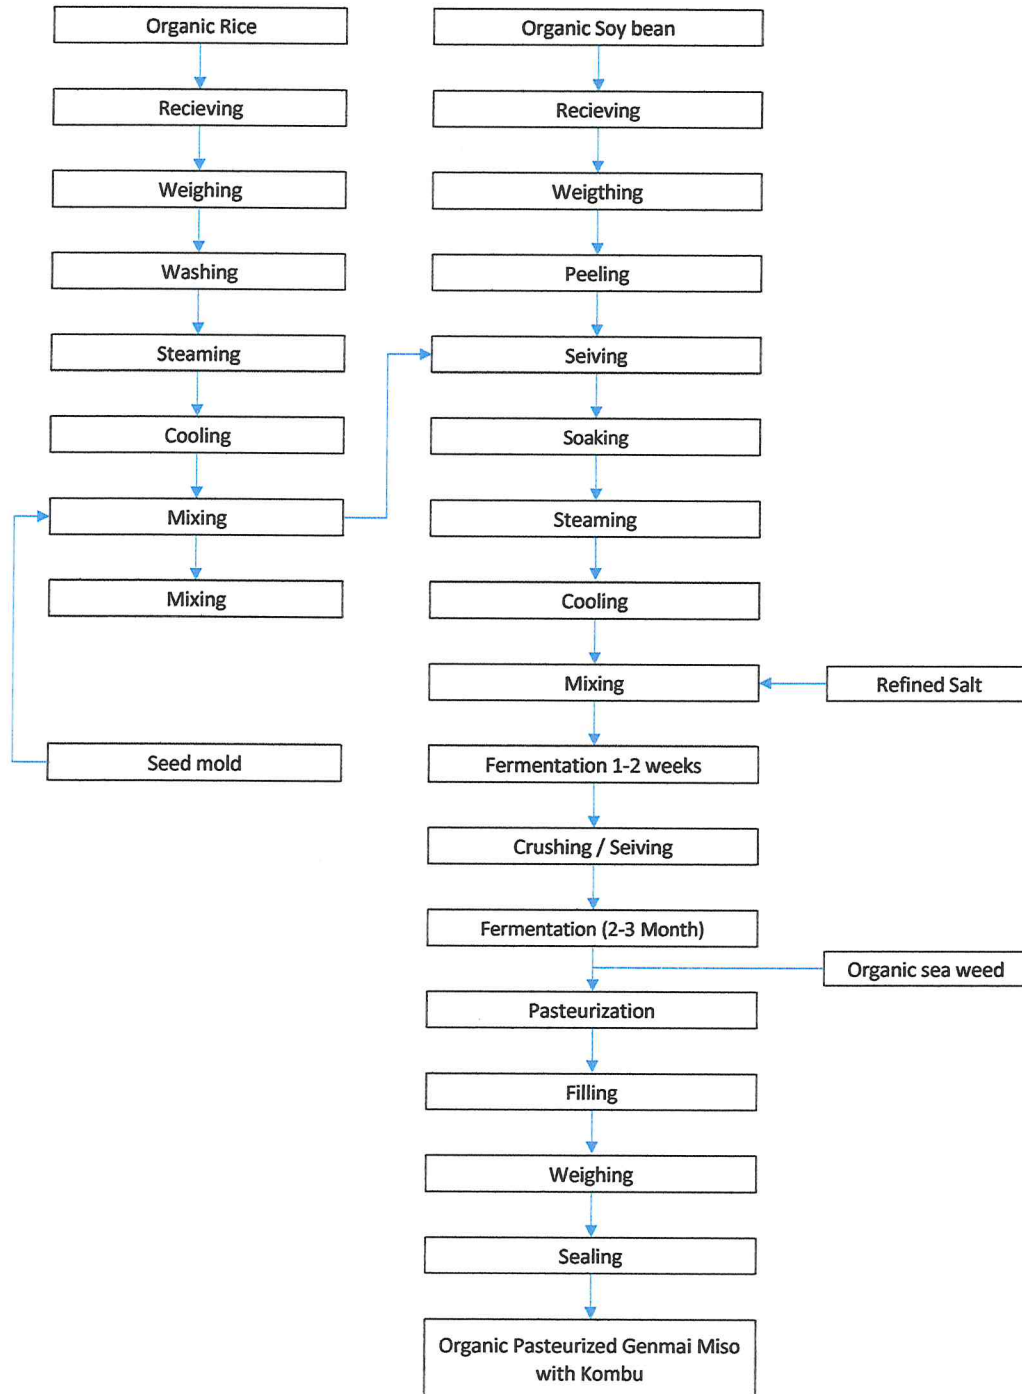 Organic Rice
Recieving
Weighing
Washing
Steaming
Cooling
Mixing
Mixing
Seed mold
Organic Soy bean
Recieving
Weigthing
Peeling
Seiving
Soaking
Steaming
Cooling
Mixing
Refined Salt
Fermentation 1-2 weeks
Crushing / Seiving
Fermentation (2-3 Month)
Organic sea weed
Pasteurization
Filling
Weighing
Sealing
Organic Pasteurized Genmai Miso
with Kombu